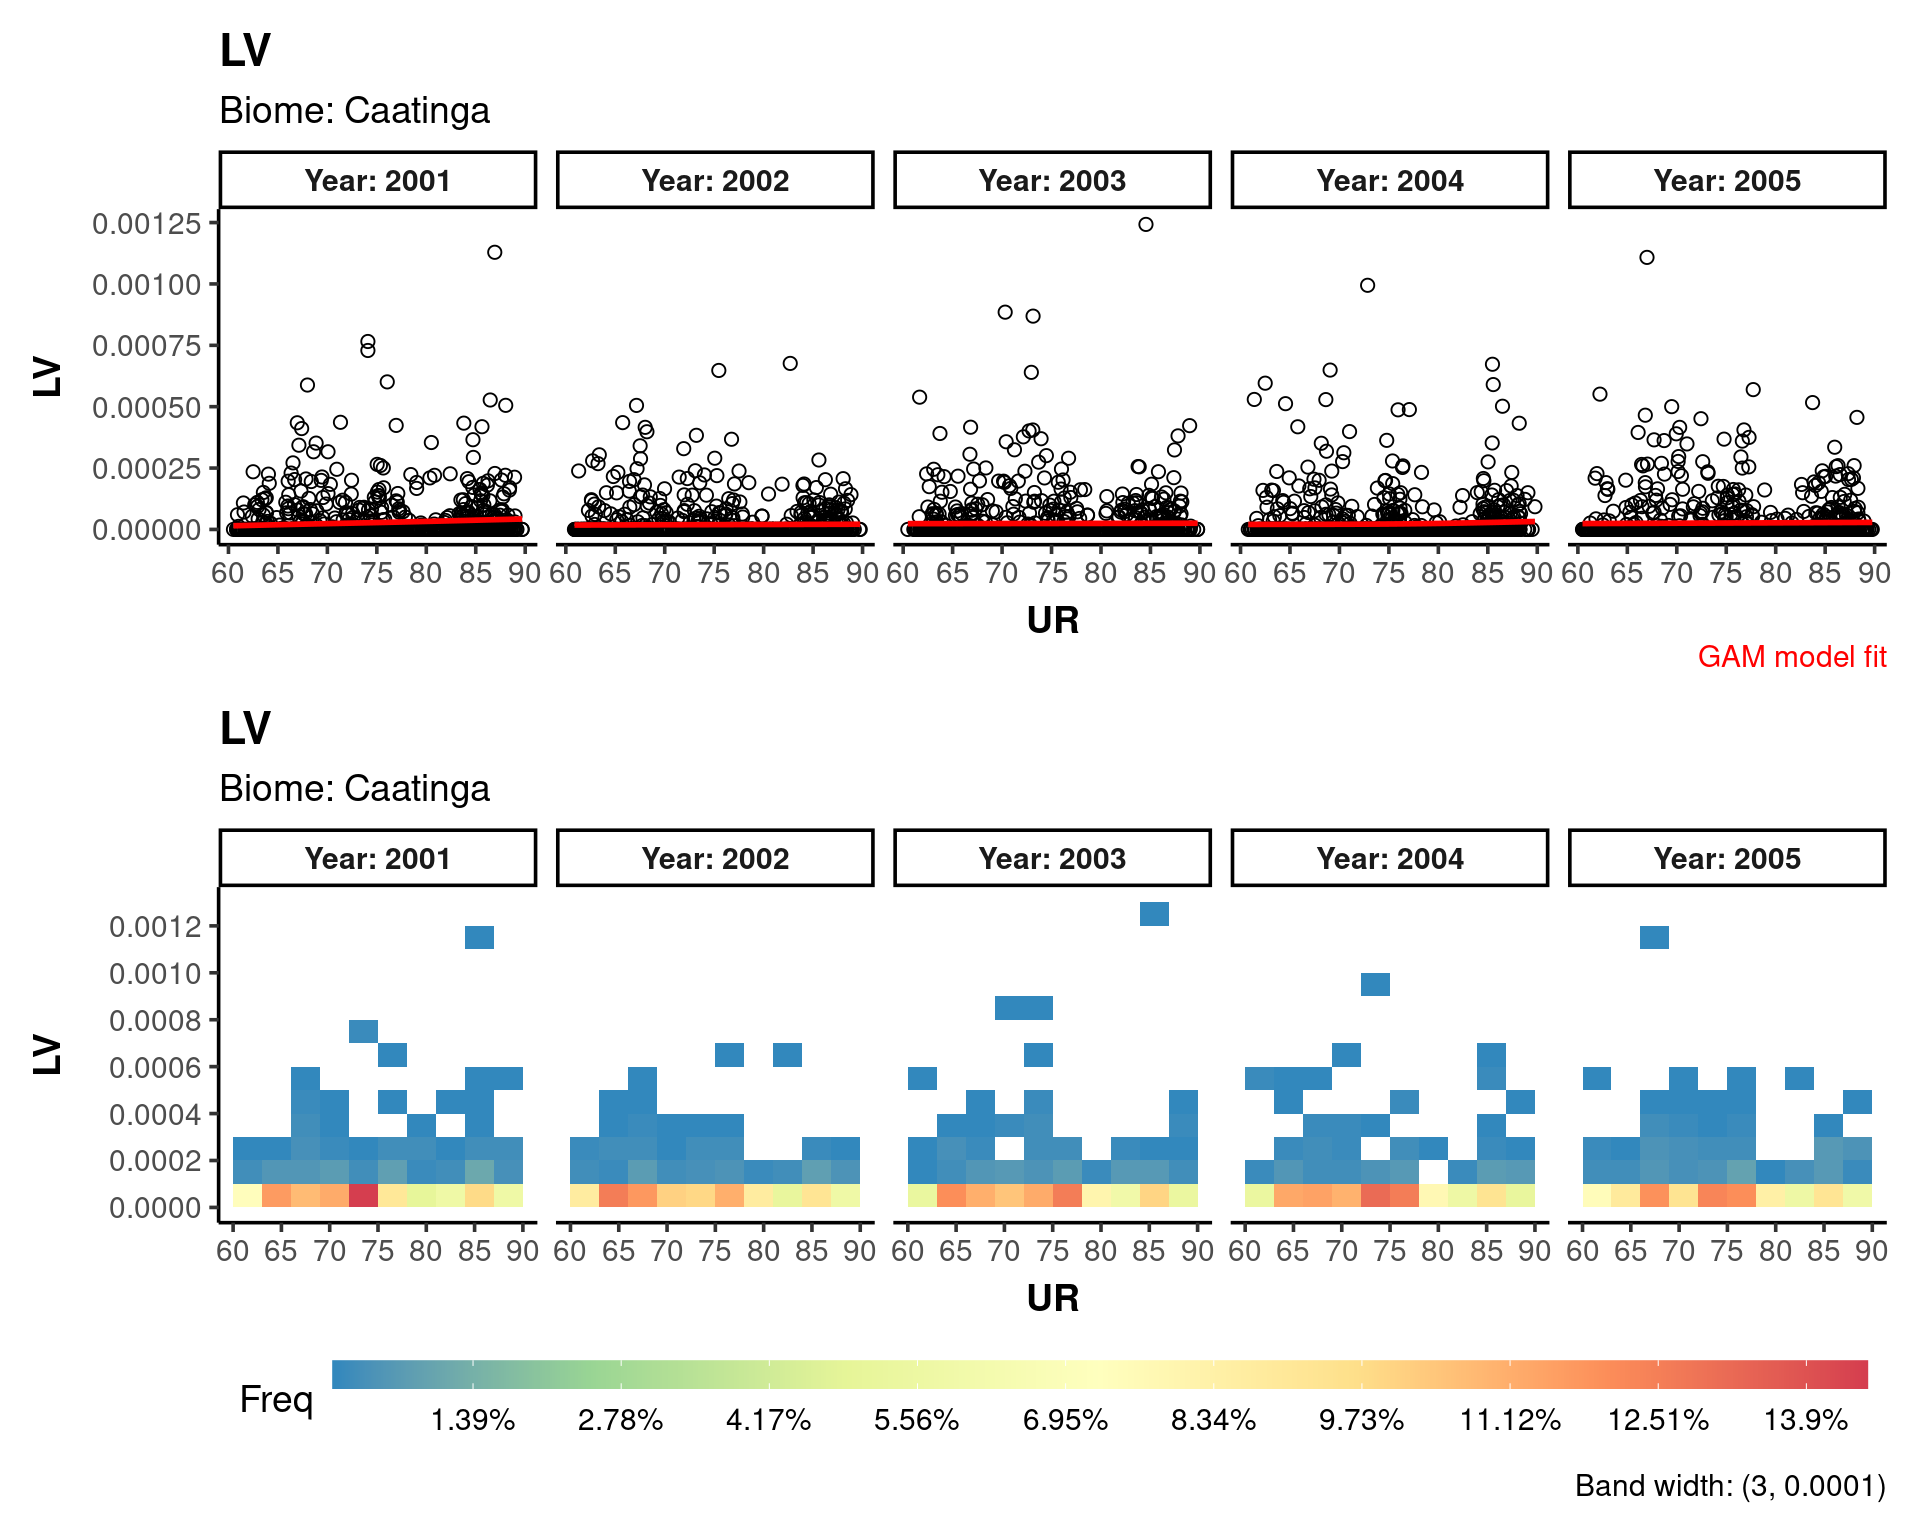 LV
Biome: Caatinga
Year: 2001 Year: 2002 Year: 2003 Year: 2004 Year: 2005
LV
0.00125
0.00100
0.00075
0.00050
0.00025
0.00000
60 65 70 75 80 85 90 60 65 70 75 80 85 90 60 65 70 75 80 85 90 60 65 70 75 80 85 90 60 65 70 75 80 85 90
UR
GAM model fit
LV
Biome: Caatinga
Year: 2001 Year: 2002 Year: 2003 Year: 2004 Year: 2005
LV
0.0012
0.0010
0.0008
0.0006
0.0004
0.0002
0.0000
60 65 70 75 80 85 90 60 65 70 75 80 85 90 60 65 70 75 80 85 90 60 65 70 75 80 85 90 60 65 70 75 80 85 90
UR
Freq
1.39% 2.78% 4.17% 5.56% 6.95% 8.34% 9.73% 11.12% 12.51% 13.9%
Band width: (3, 0.0001)